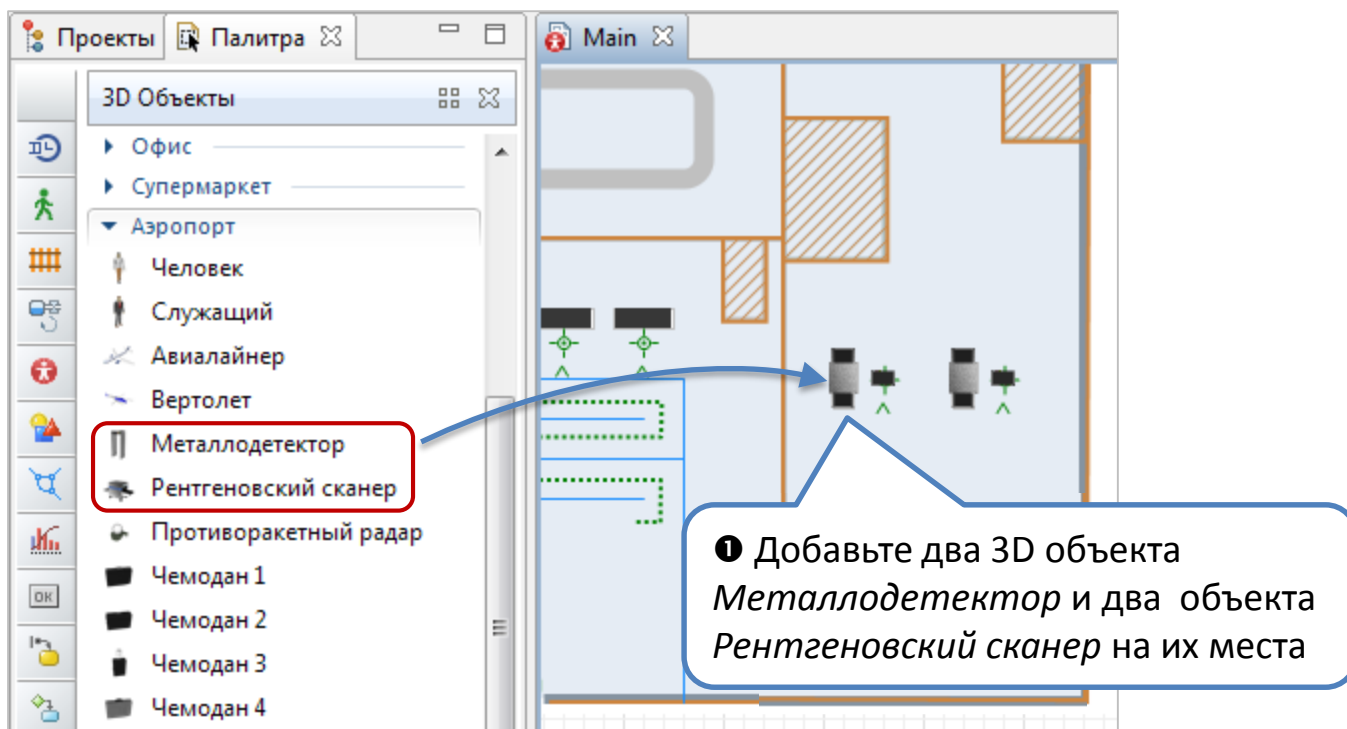 Проекты
Палитра
Main
3D Объекты
Офис
Супермаркет
Аэропорт
Человек
Служащий
Авиалайнер
Вертолет
Металлодетектор
Рентгеновский сканер
Противоракетный радар
Чемодан 1
Чемодан 2
Чемодан 3
Чемодан 4
OK
❶ Добавьте два 3D объекта
Металлодетектор и два объекта
Рентгеновский сканер на их места